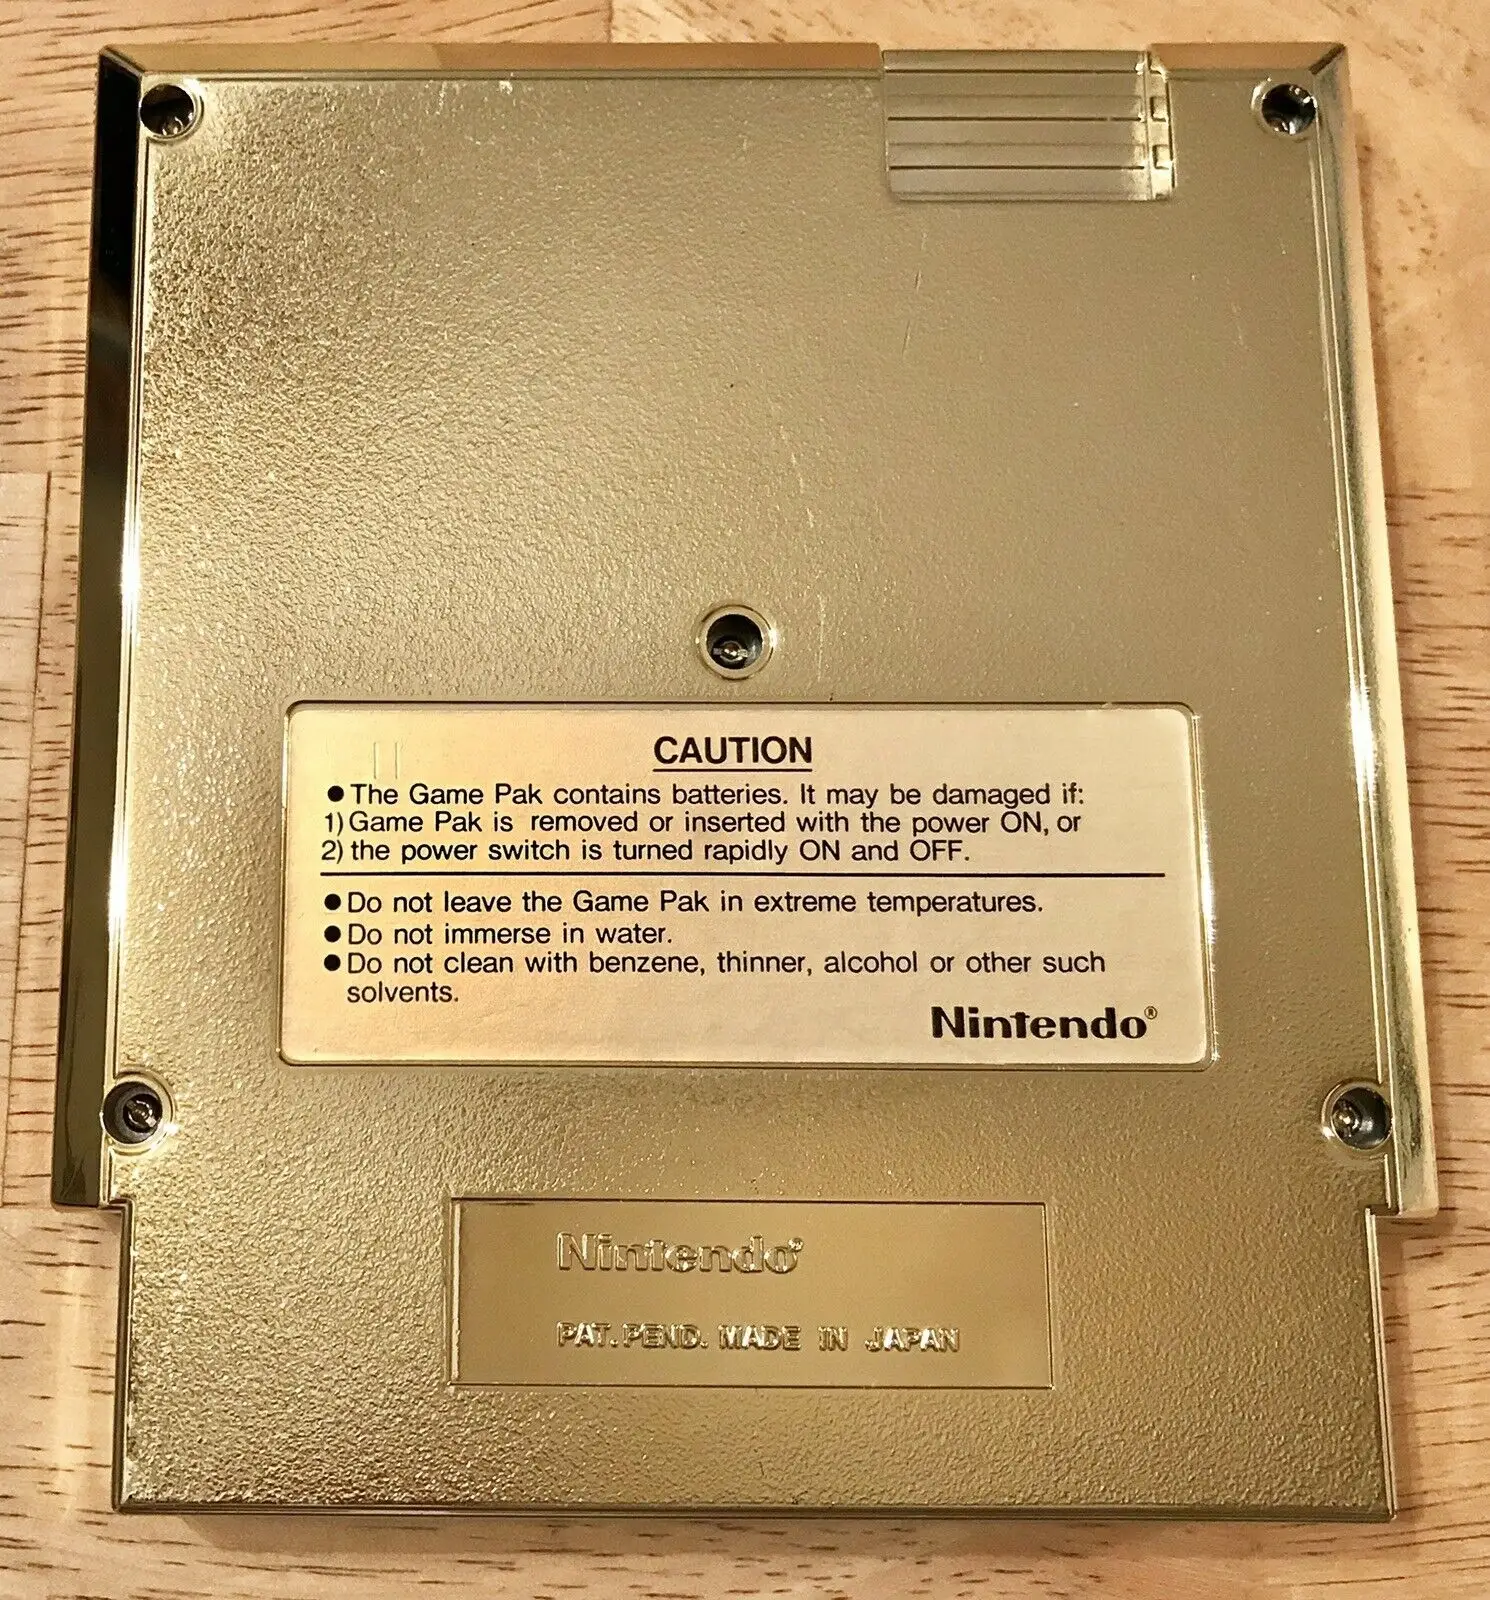 CAUTION
● The Game Pak contains batteries. It may be damaged if:
1) Game Pak is removed or inserted with the power ON, or
2) the power switch is turned rapidly ON and OFF.
● Do not leave the Game Pak in extreme temperatures.
● Do not immerse in water.
● Do not clean with benzene, thinner, alcohol or other such
solvents.
Nintendo®
Nintendo®
PAT. PEND. MADE IN JAPAN